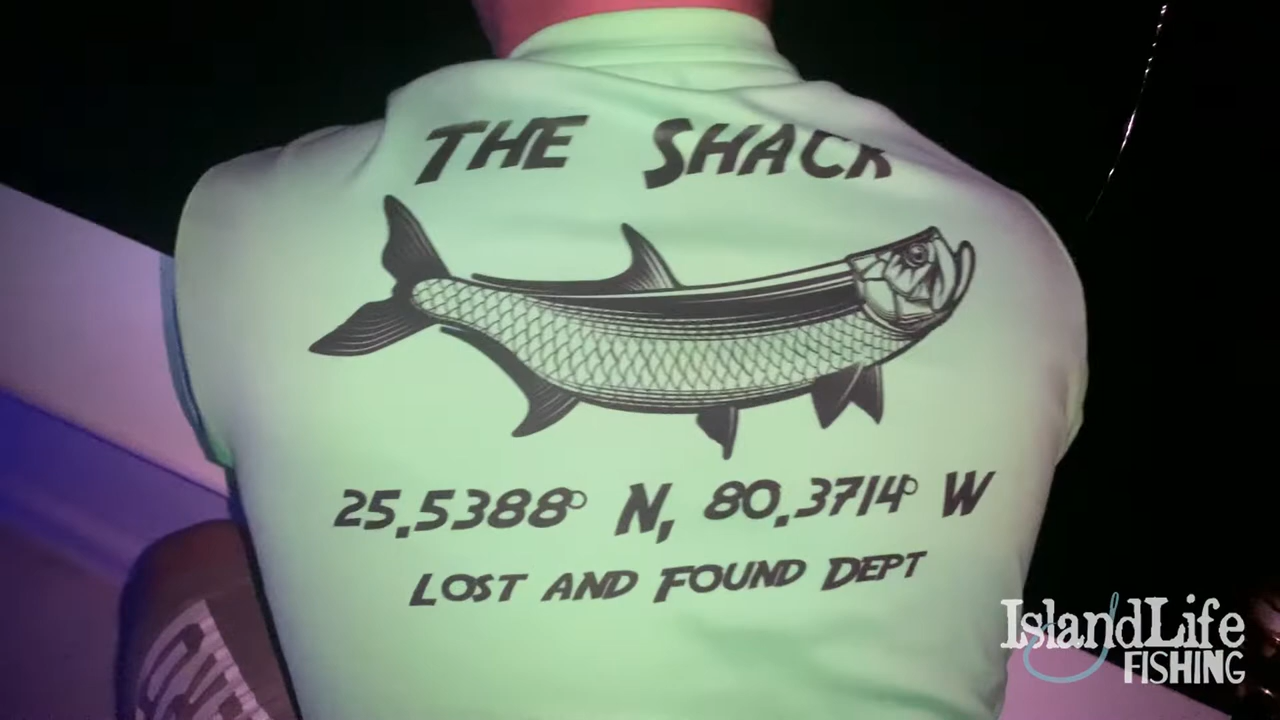 THE SHACK
25.5388° N, 80.3714° W
LOST AND FOUND DEPT
IslandLife
FISHING